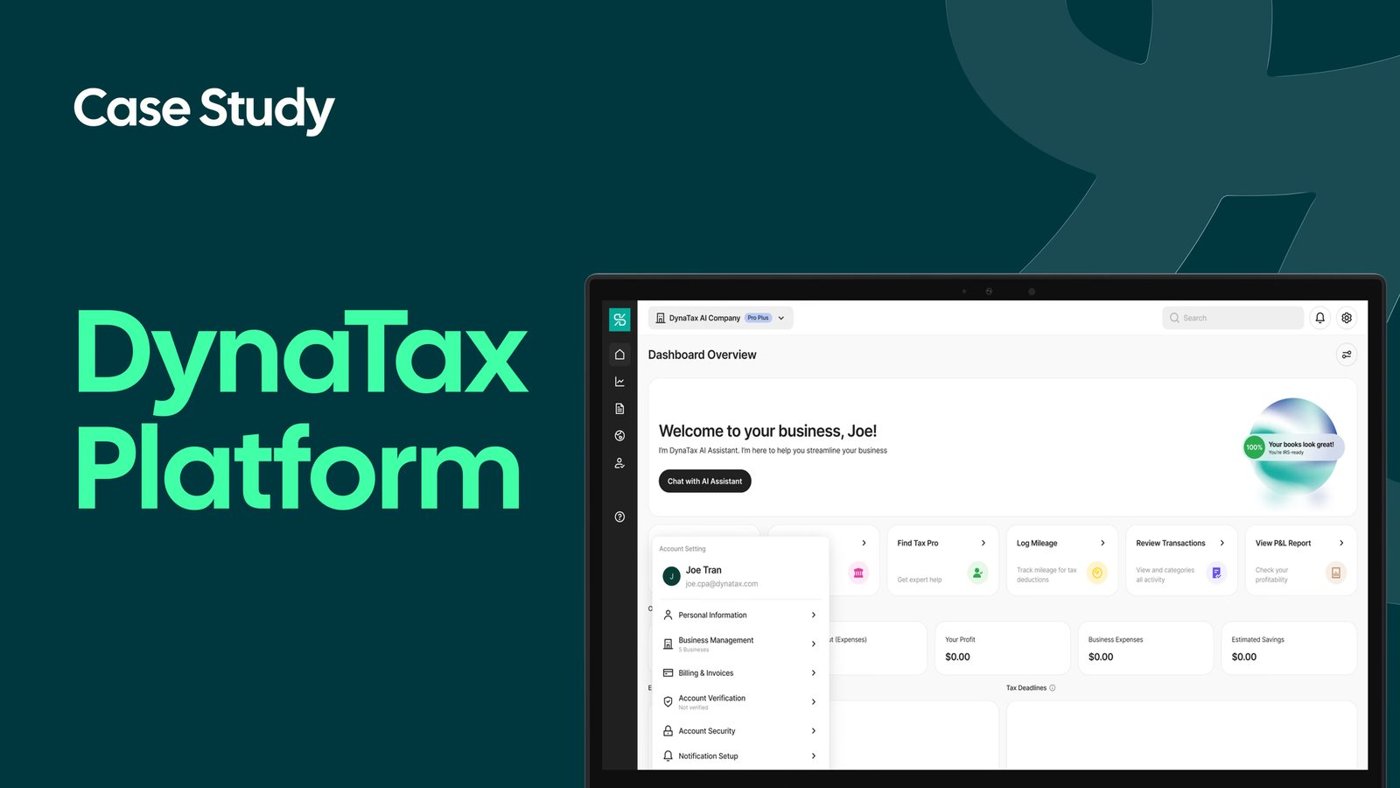 Case Study
DynaTax
Platform
DynaTax AI Company
Pro Plus
Search
Dashboard Overview
Welcome to your business, Joe!
I'm DynaTax AI Assistant. I'm here to help you streamline your business
Chat with AI Assistant
100%
Your books look great!
You're IRS-ready
Find Tax Pro
Get expert help
Log Mileage
Track mileage for tax
deductions
Review Transactions
View and categories
all activity
View P&L Report
Check your
profitability
Account Setting
J
Joe Tran
joe.cpa@dynatax.com
Personal Information
Business Management
5 Busineses
Billing & Invoices
Account Verification
Not verified
Account Security
Notification Setup
(Expenses)
Your Profit
$0.00
Business Expenses
$0.00
Estimated Savings
$0.00
Tax Deadlines